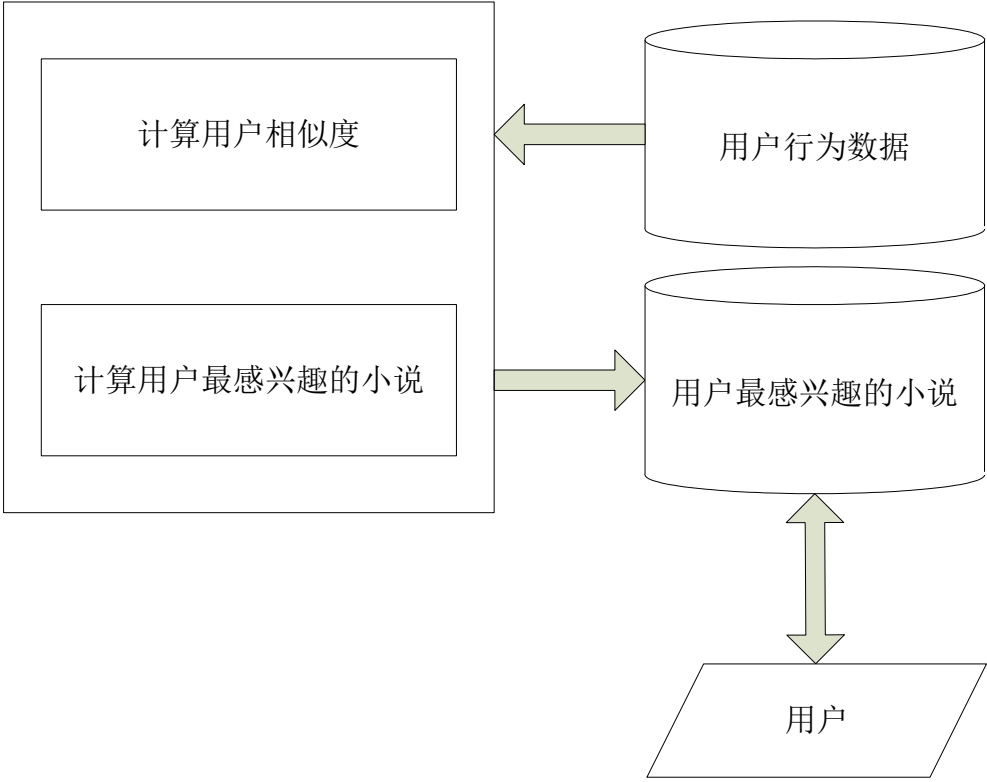 计算用户相似度
用户行为数据
计算用户最感兴趣的小说
用户最感兴趣的小说
用户